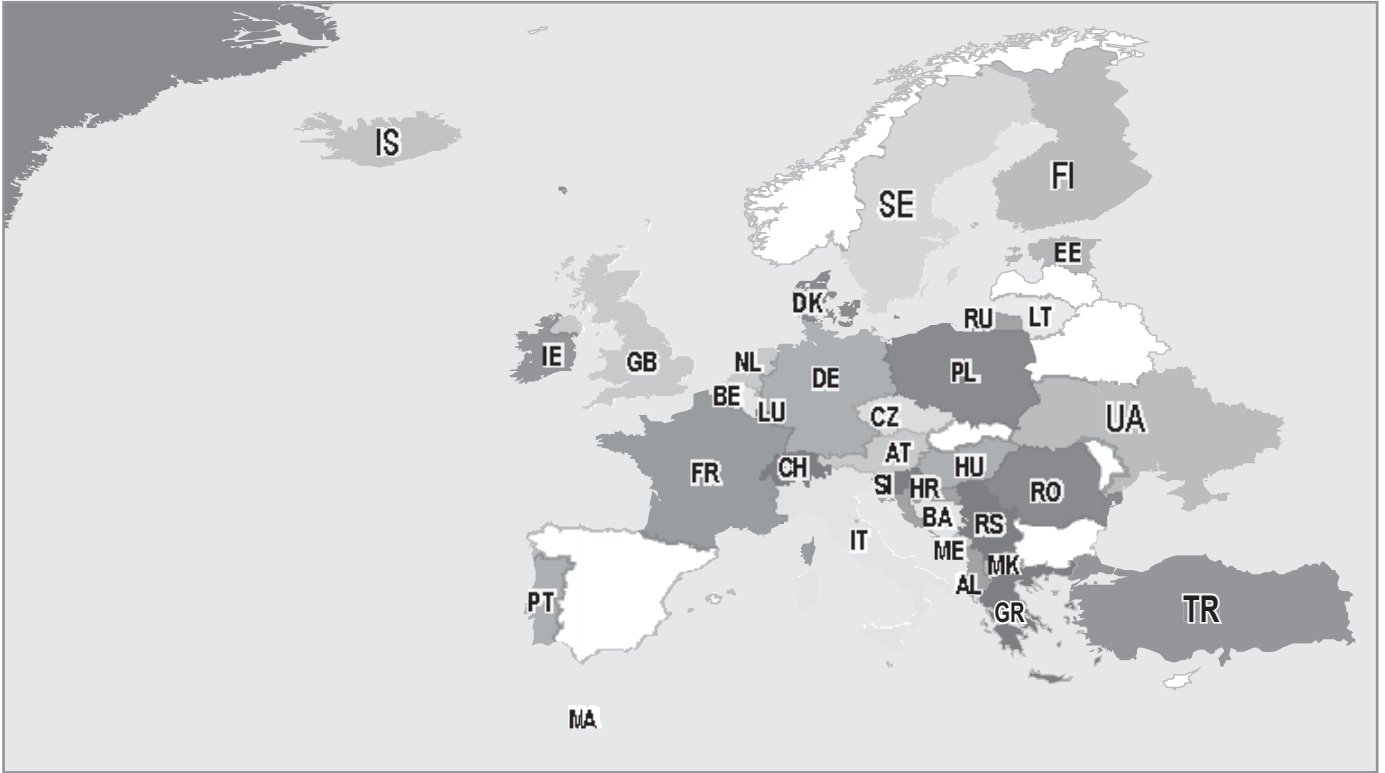 IS
FI
SE
EE
DK
RU
LT
IE
GB
NL
DE
PL
BE
LU
CZ
UA
AT
FR
CH
HU
SI
HR
RO
BA
RS
IT
ME
MK
AL
PT
GR
TR
MA